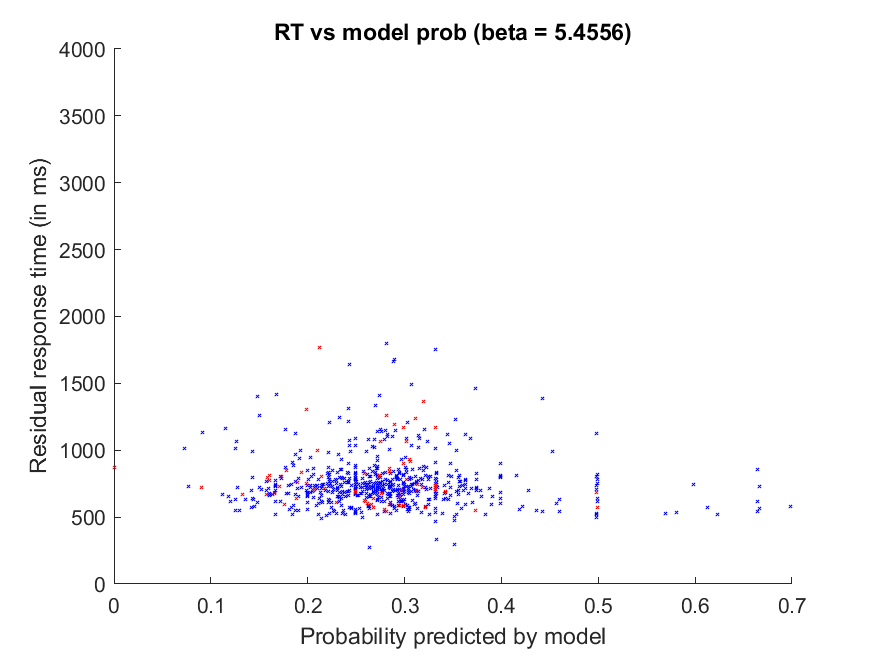 RT vs model prob (beta = 5.4556)
4000
3500
3000
2500
2000
1500
1000
500
0
Residual response time (in ms)
0 0.1 0.2 0.3 0.4 0.5 0.6 0.7
Probability predicted by model